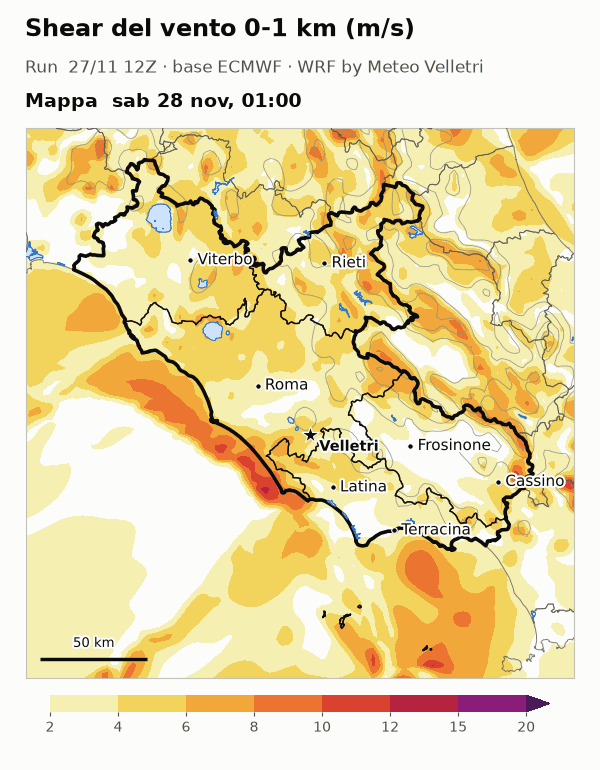 Shear del vento 0-1 km (m/s)
Run  27/11 12Z · base ECMWF · WRF by Meteo Velletri
Mappa  sab 28 nov, 01:00
Viterbo
Rieti
Roma
Velletri
Frosinone
Latina
Cassino
Terracina
50 km
2 4 6 8 10 12 15 20